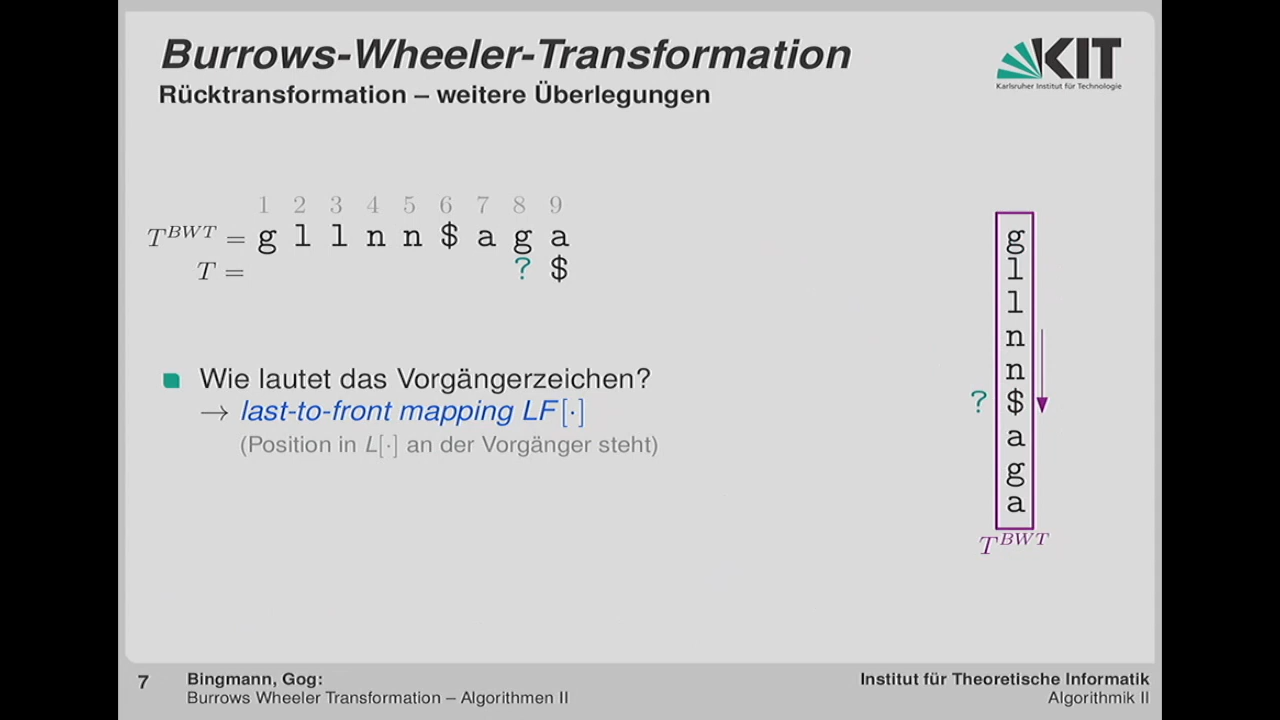 Burrows-Wheeler-Transformation
Rücktransformation – weitere Überlegungen
KIT
Karlsruher Institut für Technologie
1 2 3 4 5 6 7 8 9
T^BWT = g l l n n $ a g a
T = ? $
Wie lautet das Vorgängerzeichen?
→ last-to-front mapping LF[·]
(Position in L[·] an der Vorgänger steht)
g
l
l
n
n
? $
a
g
a
T^BWT
7
Bingmann, Gog:
Burrows Wheeler Transformation – Algorithmen II
Institut für Theoretische Informatik
Algorithmik II